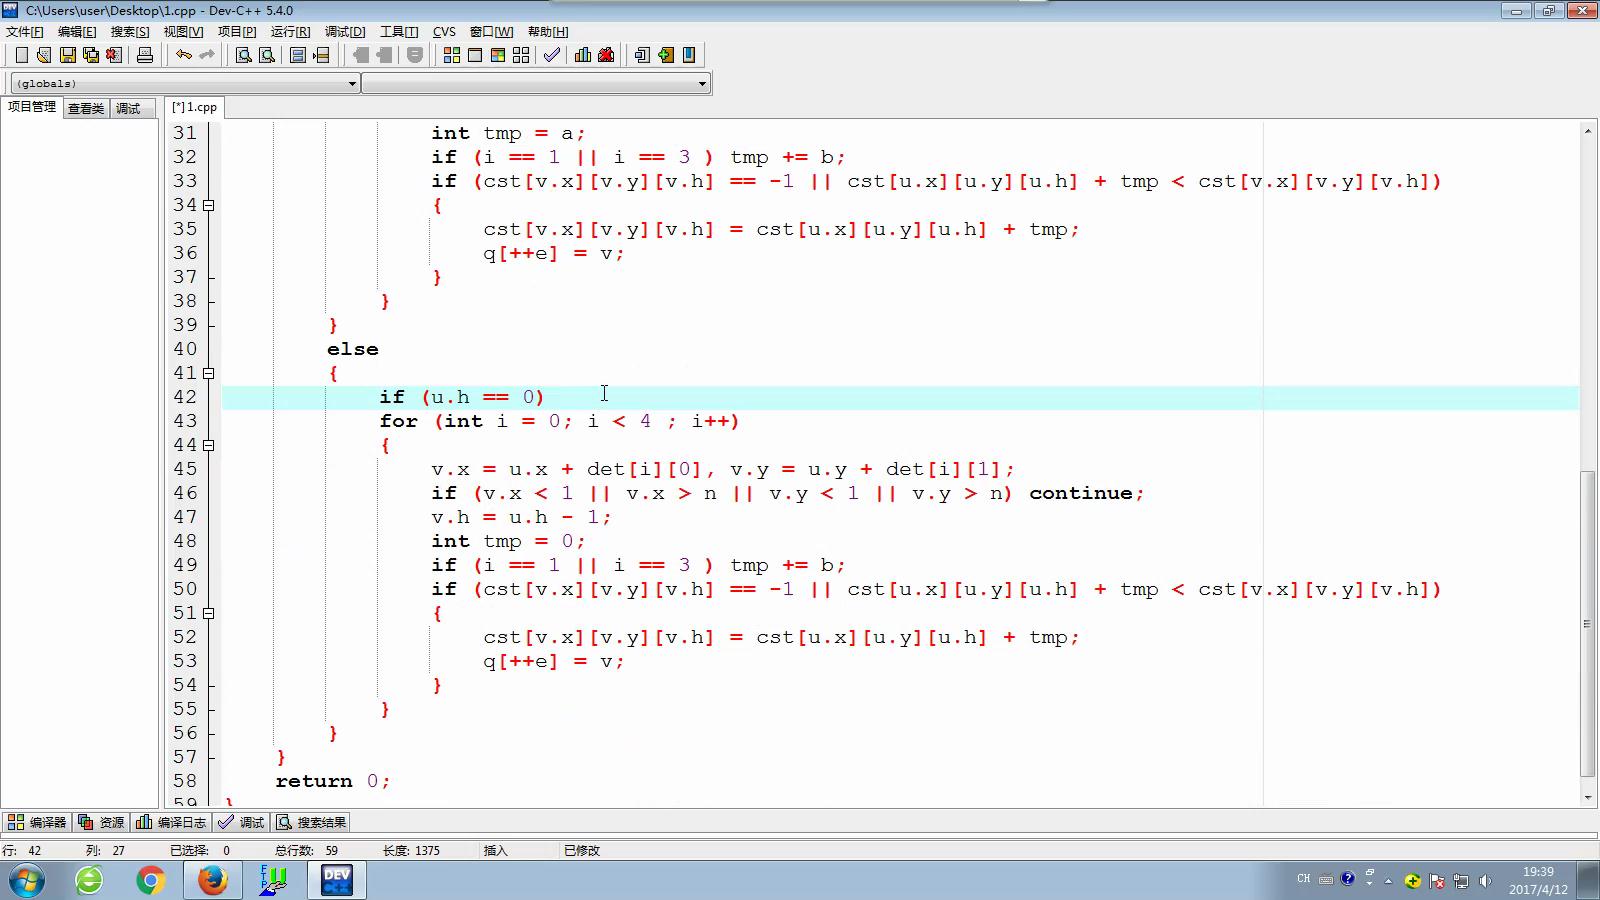 C:\Users\user\Desktop\1.cpp - Dev-C++ 5.4.0
文件[F] 编辑[E] 搜索[S] 视图[V] 项目[P] 运行[R] 调试[D] 工具[T] CVS 窗口[W] 帮助[H]
(globals)
项目管理 查看类 调试 [*] 1.cpp
31 int tmp = a;
32 if (i == 1 || i == 3 ) tmp += b;
33 if (cst[v.x][v.y][v.h] == -1 || cst[u.x][u.y][u.h] + tmp < cst[v.x][v.y][v.h])
34 {
35 cst[v.x][v.y][v.h] = cst[u.x][u.y][u.h] + tmp;
36 q[++e] = v;
37 }
38 }
39 }
40 else
41 {
42 if (u.h == 0)
43 for (int i = 0; i < 4 ; i++)
44 {
45 v.x = u.x + det[i][0], v.y = u.y + det[i][1];
46 if (v.x < 1 || v.x > n || v.y < 1 || v.y > n) continue;
47 v.h = u.h - 1;
48 int tmp = 0;
49 if (i == 1 || i == 3 ) tmp += b;
50 if (cst[v.x][v.y][v.h] == -1 || cst[u.x][u.y][u.h] + tmp < cst[v.x][v.y][v.h])
51 {
52 cst[v.x][v.y][v.h] = cst[u.x][u.y][u.h] + tmp;
53 q[++e] = v;
54 }
55 }
56 }
57 }
58 return 0;
59 }
编译器 资源 编译日志 调试 搜索结果
行: 42 列: 27 已选择: 0 总行数: 59 长度: 1375 插入 已修改
FTP DEV C++ CH 19:39
2017/4/12